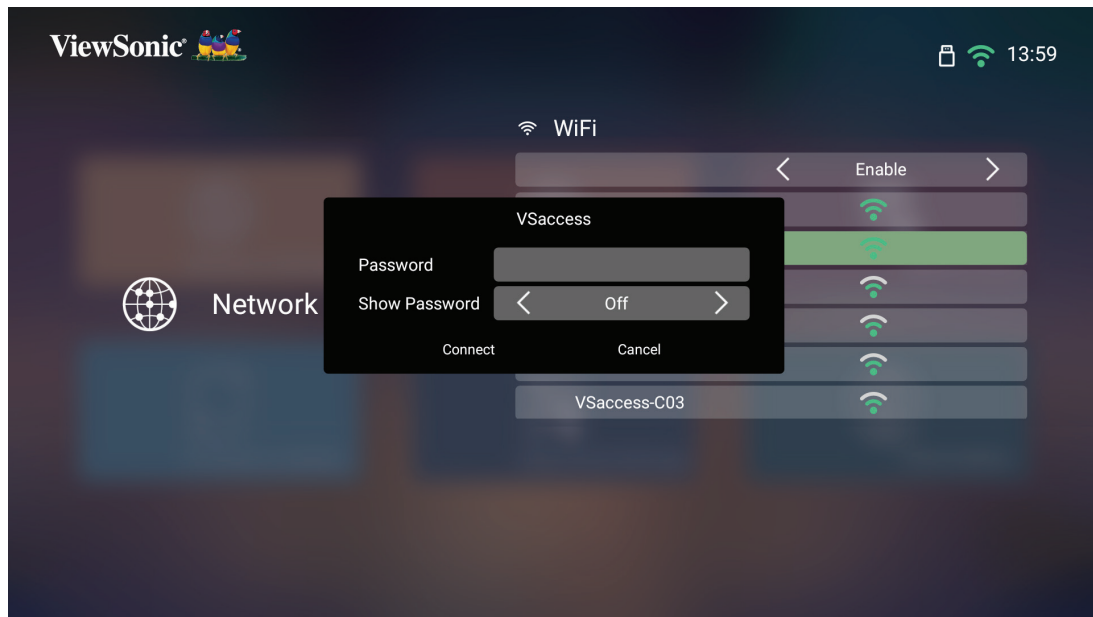 ViewSonic®
13:59
WiFi
Enable
VSaccess
Password
Network
Show Password
Off
Connect
Cancel
VSaccess-C03